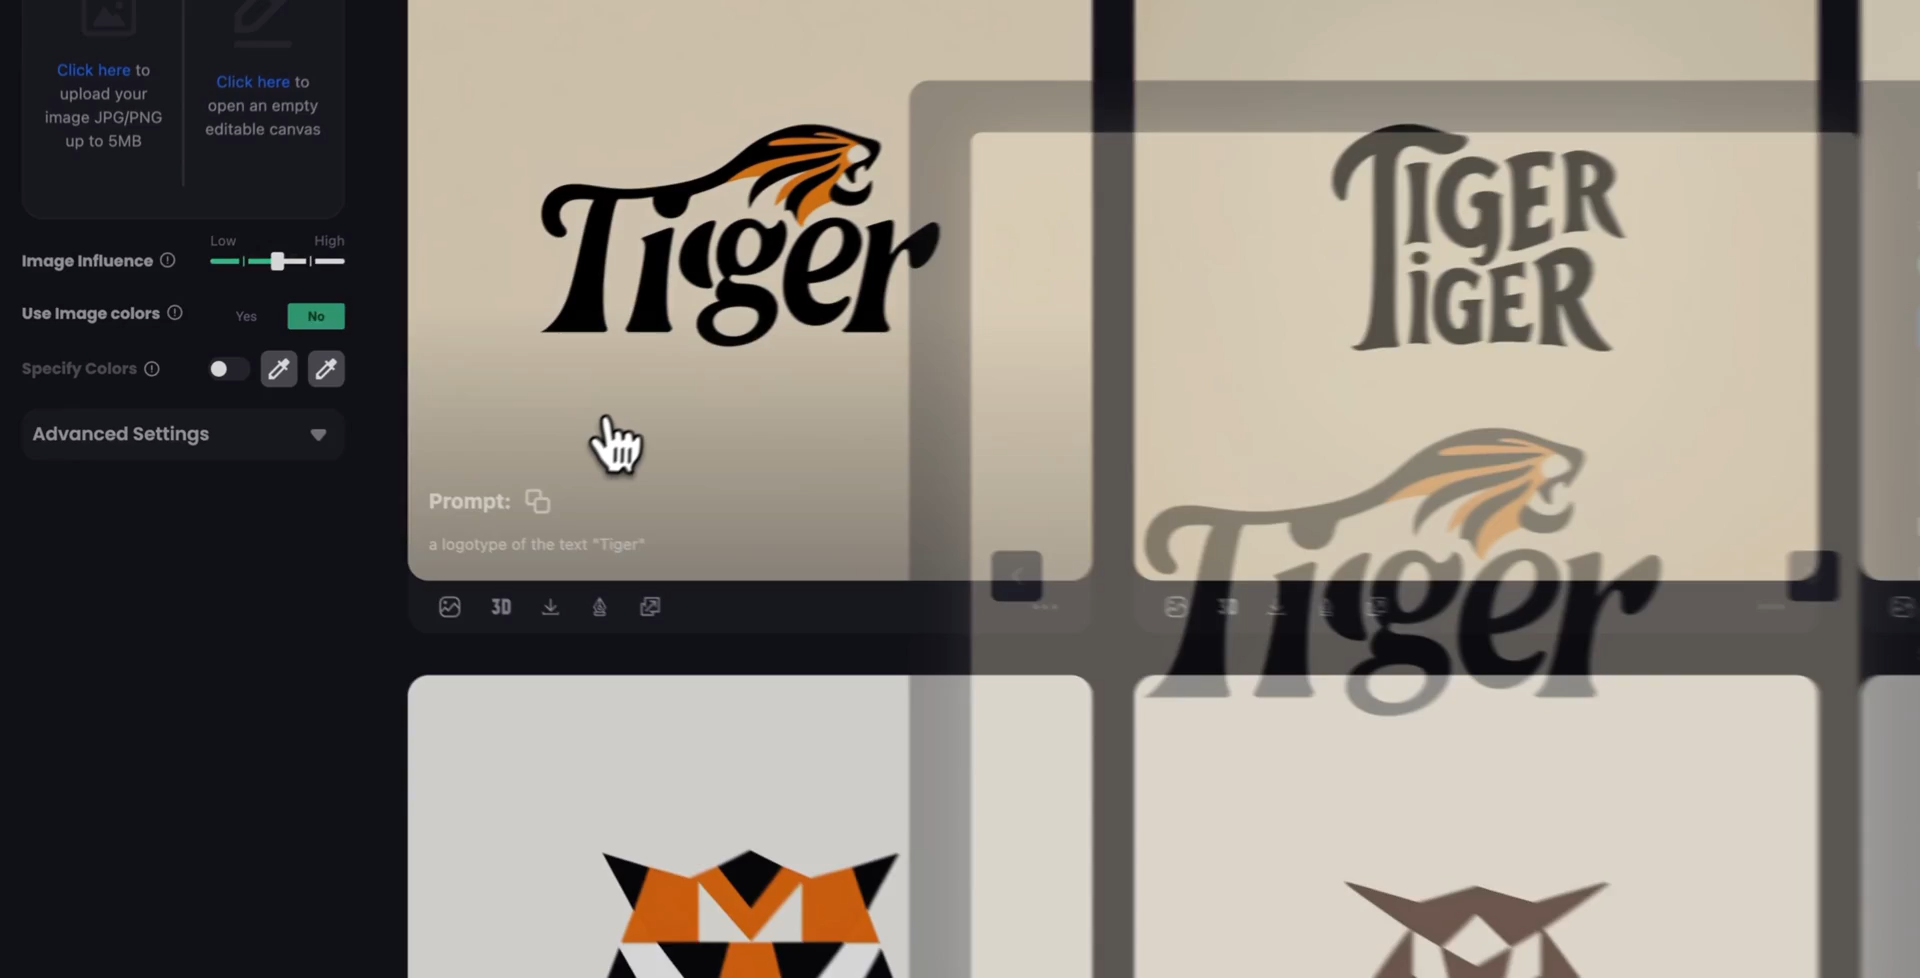 Click here to
upload your
image JPG/PNG
up to 5MB
Click here to
open an empty
editable canvas
Image Influence
Low
High
Use Image colors
Yes
No
Specify Colors
Advanced Settings
Tiger
Prompt:
a logotype of the text "Tiger"
3D
TIGER
TiGER
3D
Tiger